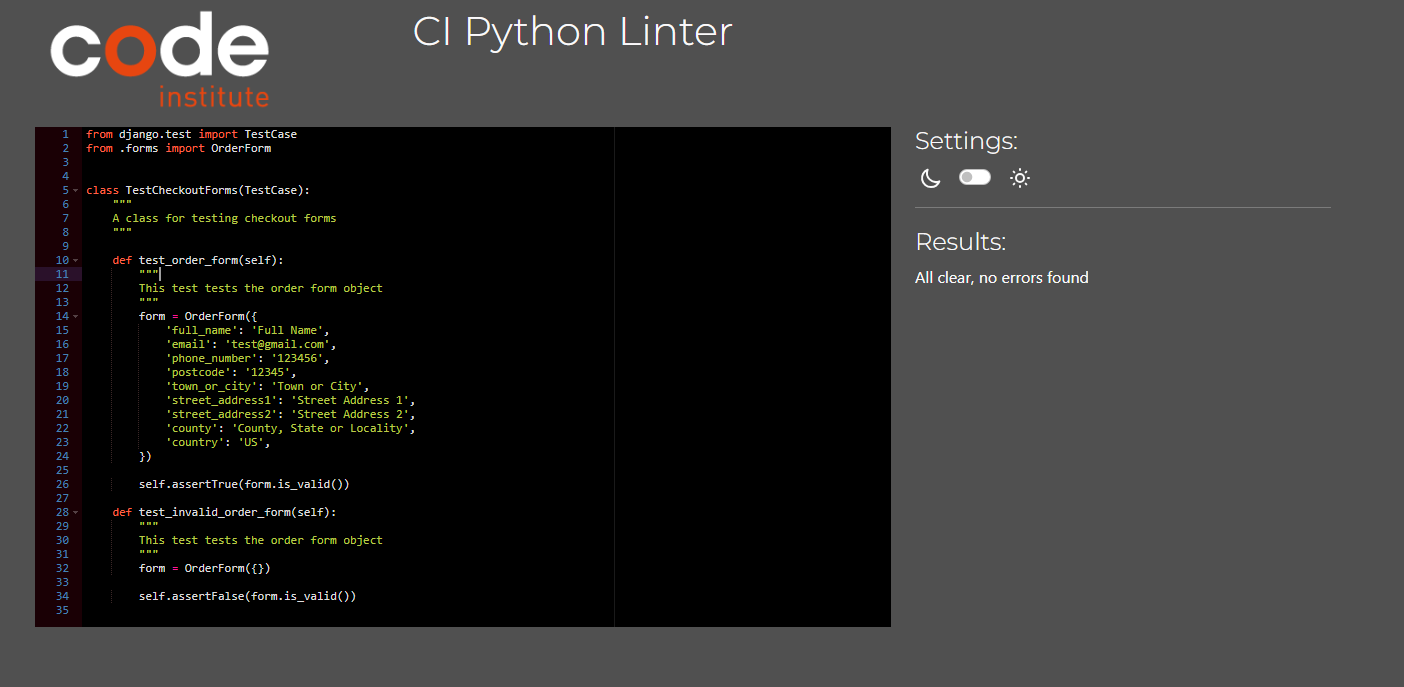 code
institute
CI Python Linter
1 from django.test import TestCase
2 from .forms import OrderForm
3
4
5 class TestCheckoutForms(TestCase):
6     """
7     A class for testing checkout forms
8     """
9
10     def test_order_form(self):
11         """
12         This test tests the order form object
13         """
14         form = OrderForm({
15             'full_name': 'Full Name',
16             'email': 'test@gmail.com',
17             'phone_number': '123456',
18             'postcode': '12345',
19             'town_or_city': 'Town or City',
20             'street_address1': 'Street Address 1',
21             'street_address2': 'Street Address 2',
22             'county': 'County, State or Locality',
23             'country': 'US',
24         })
25
26         self.assertTrue(form.is_valid())
27
28     def test_invalid_order_form(self):
29         """
30         This test tests the order form object
31         """
32         form = OrderForm({})
33
34         self.assertFalse(form.is_valid())
35
Settings:
Results:
All clear, no errors found